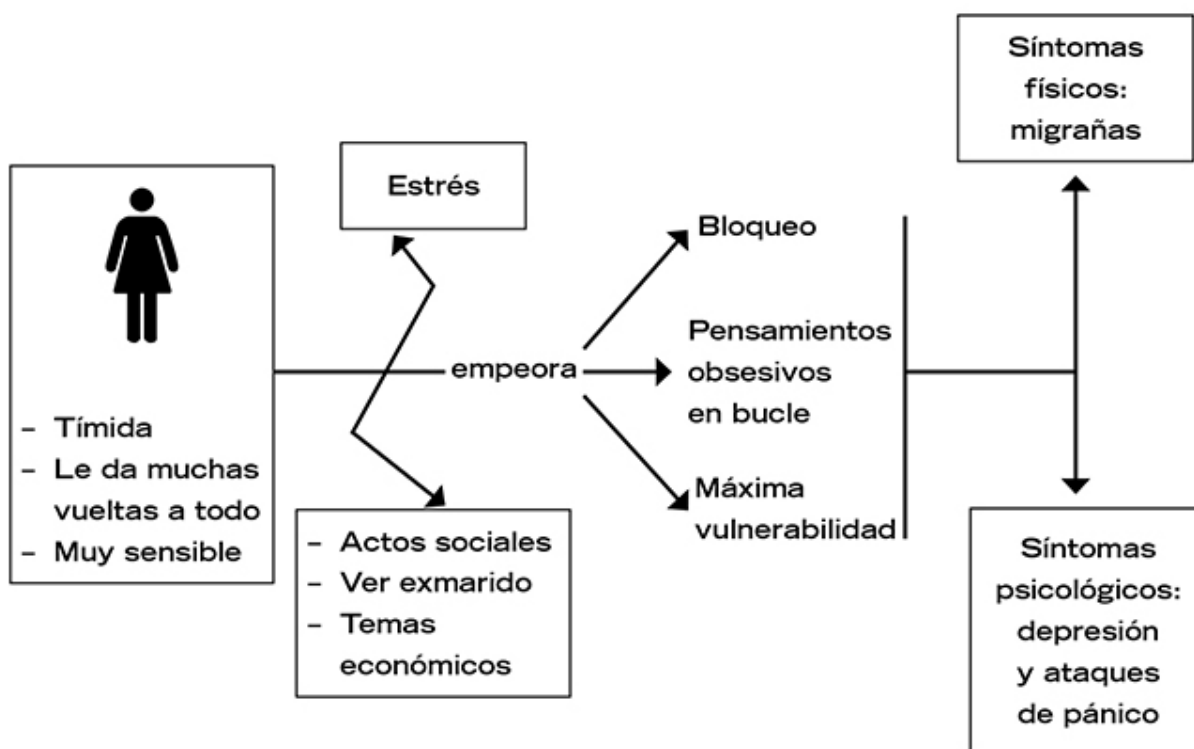 - Tímida
- Le da muchas
vueltas a todo
- Muy sensible
Estrés
- Actos sociales
- Ver exmarido
- Temas
económicos
empeora
Bloqueo
Pensamientos
obsesivos
en bucle
Máxima
vulnerabilidad
Síntomas
físicos:
migrañas
Síntomas
psicológicos:
depresión
y ataques
de pánico